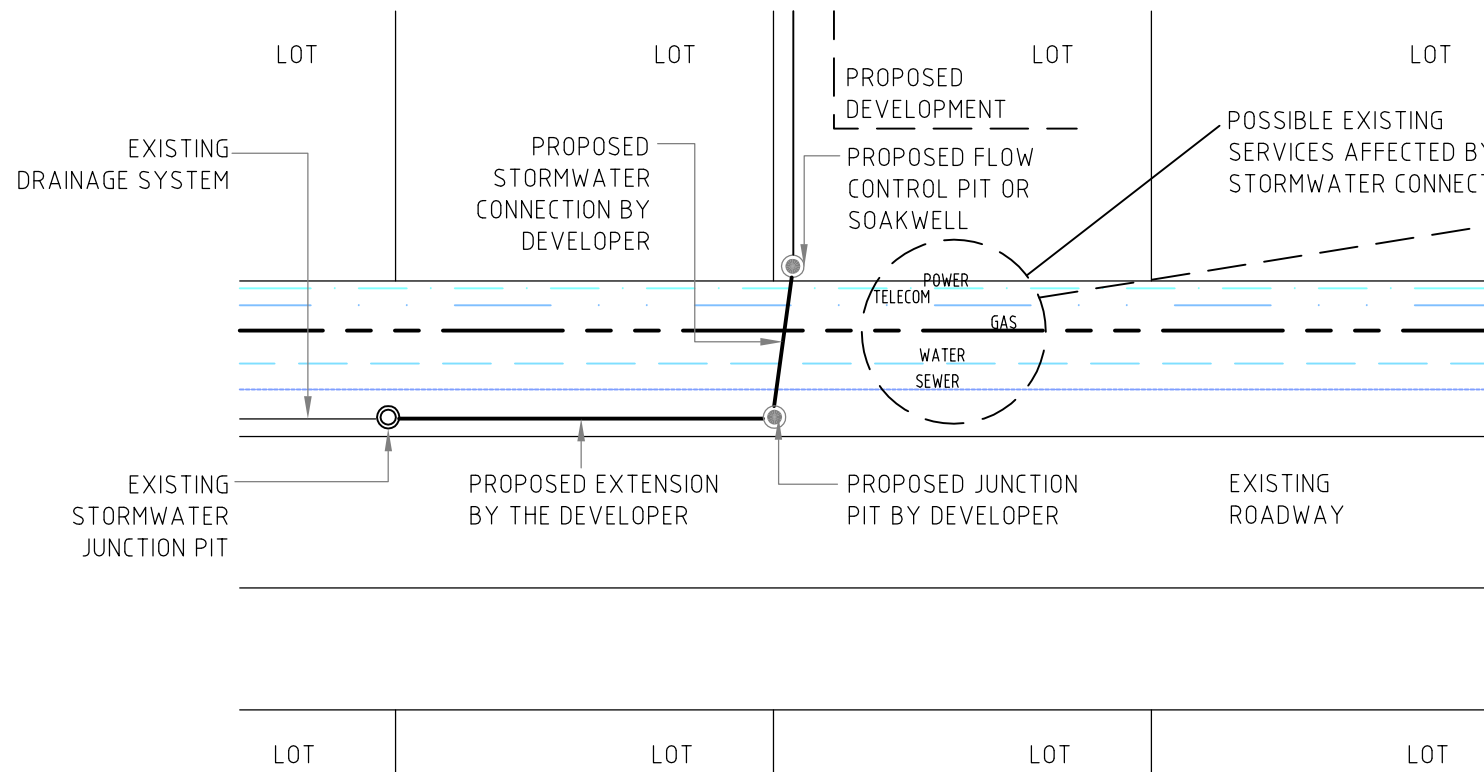 LOT
LOT
LOT
LOT
PROPOSED
DEVELOPMENT
EXISTING
DRAINAGE SYSTEM
PROPOSED
STORMWATER
CONNECTION BY
DEVELOPER
PROPOSED FLOW
CONTROL PIT OR
SOAKWELL
POSSIBLE EXISTING
SERVICES AFFECTED BY
STORMWATER CONNECT
POWER
TELECOM
GAS
WATER
SEWER
EXISTING
STORMWATER
JUNCTION PIT
PROPOSED EXTENSION
BY THE DEVELOPER
PROPOSED JUNCTION
PIT BY DEVELOPER
EXISTING
ROADWAY
LOT
LOT
LOT
LOT